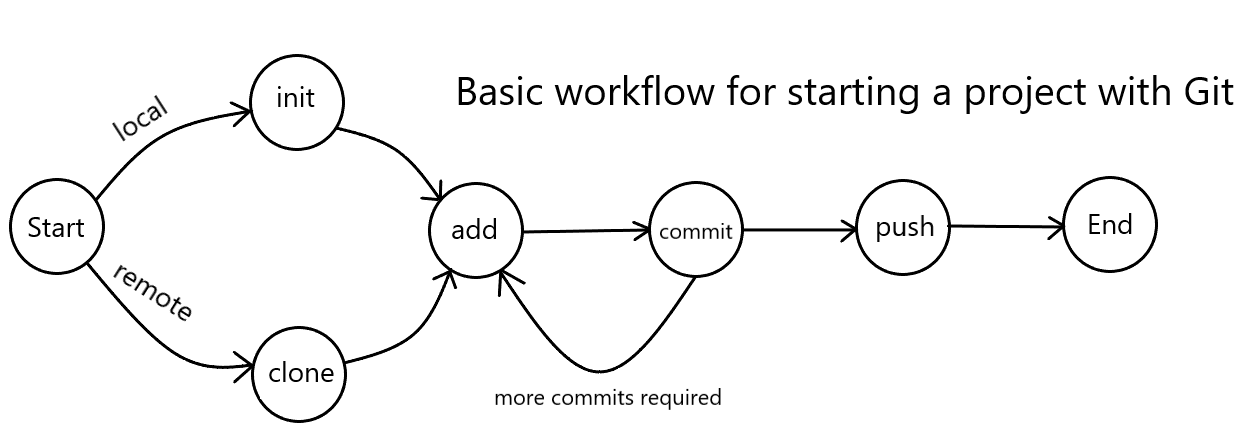 Basic workflow for starting a project with Git
local
init
Start
add
commit
push
End
remote
clone
more commits required